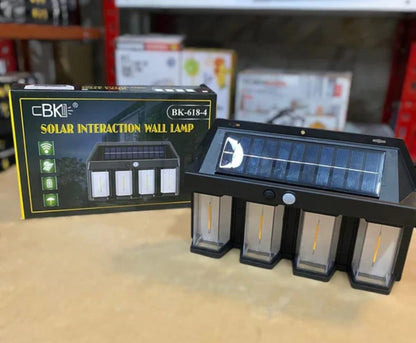 CBK®
BK-618-4
SOLAR INTERACTION WALL LAMP